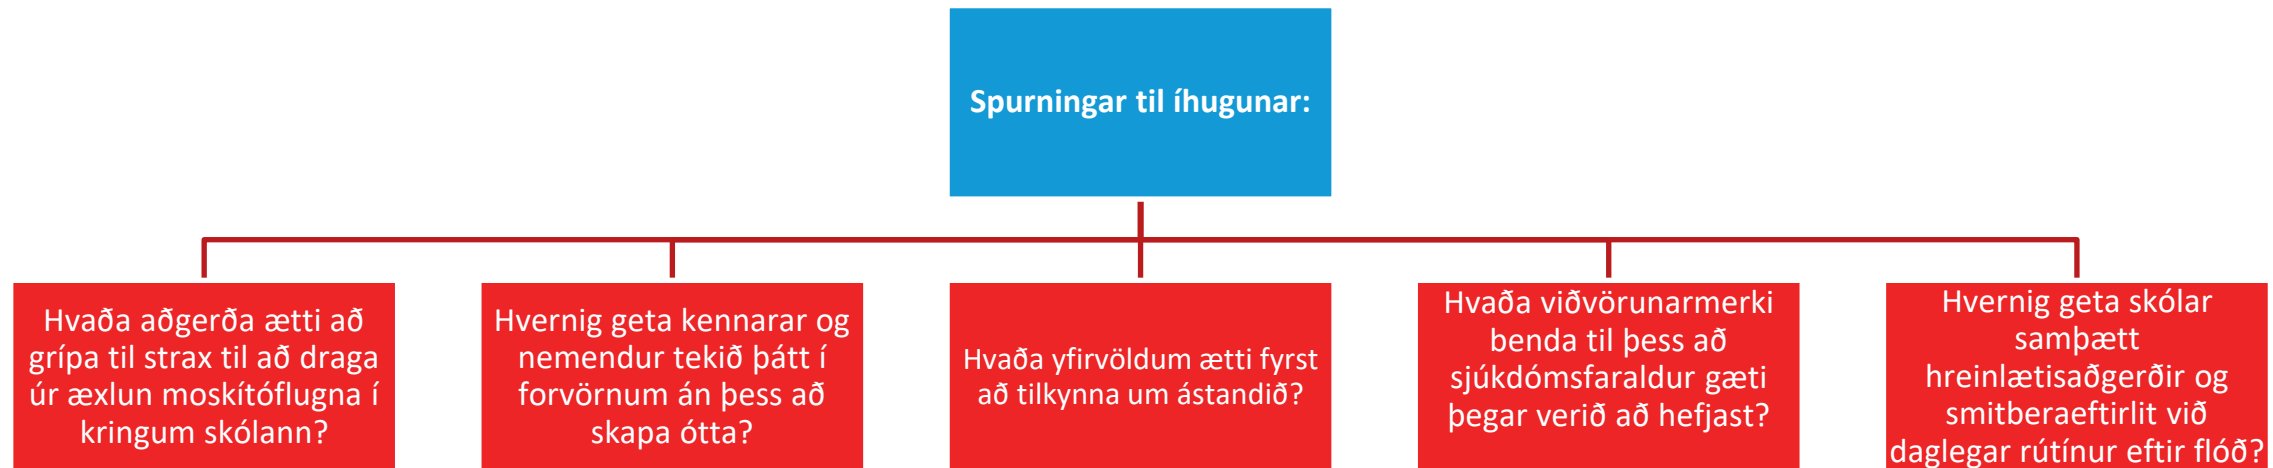 Spurningar til íhugunar:
Hvaða aðgerða ætti að
grípa til strax til að draga
úr æxlun moskítóflugna í
kringum skólann?
Hvernig geta kennarar og
nemendur tekið þátt í
forvörnum án þess að
skapa ótta?
Hvaða yfirvöldum ætti fyrst
að tilkynna um ástandið?
Hvaða viðvörunarmerki
benda til þess að
sjúkdómsfaraldur gæti
þegar verið að hefjast?
Hvernig geta skólar
samþætt
hreinlætisaðgerðir og
smitberaeftirlit við
daglegar rútínur eftir flóð?